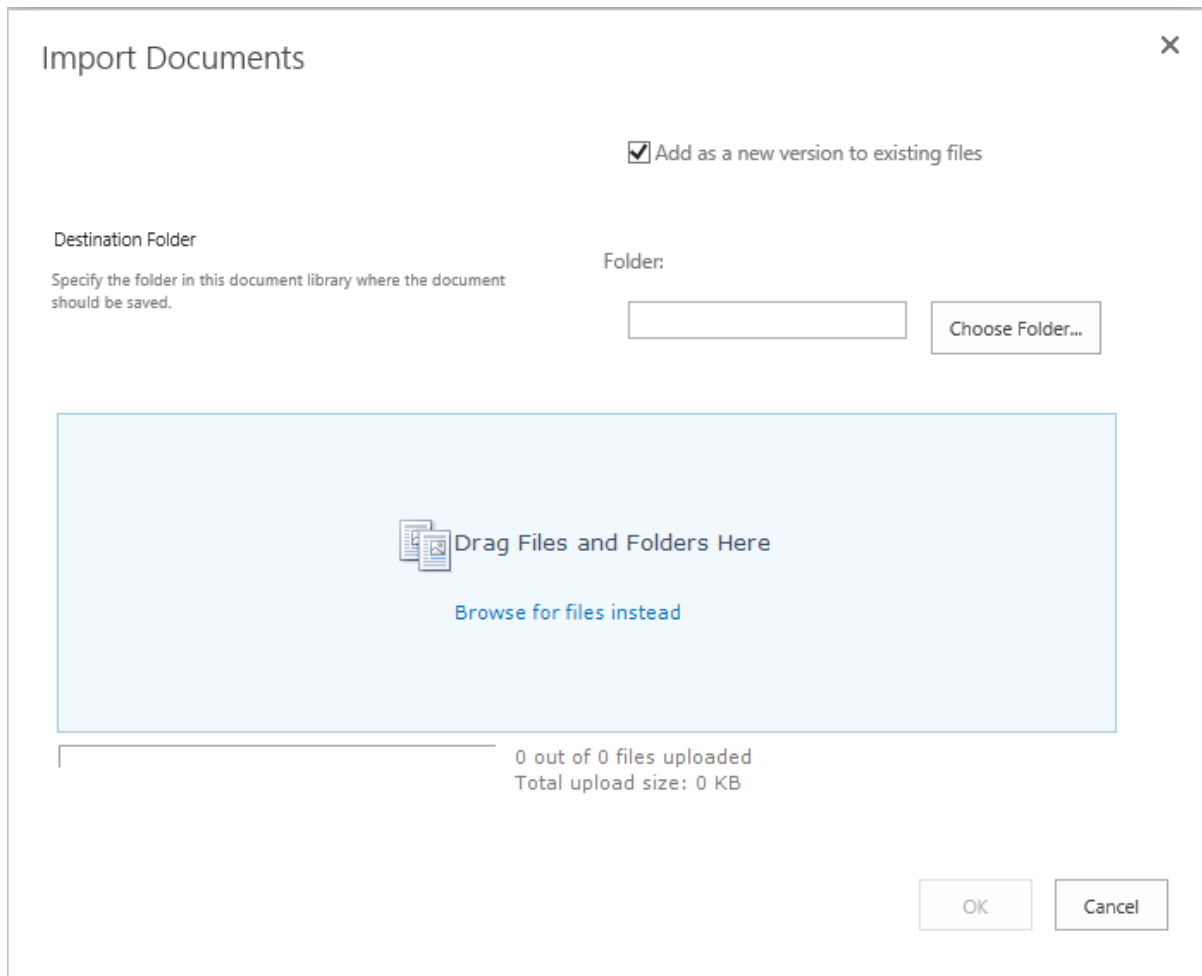 Import Documents
Add as a new version to existing files
Destination Folder
Specify the folder in this document library where the document
should be saved.
Folder:
Choose Folder...
Drag Files and Folders Here
Browse for files instead
0 out of 0 files uploaded
Total upload size: 0 KB
OK
Cancel